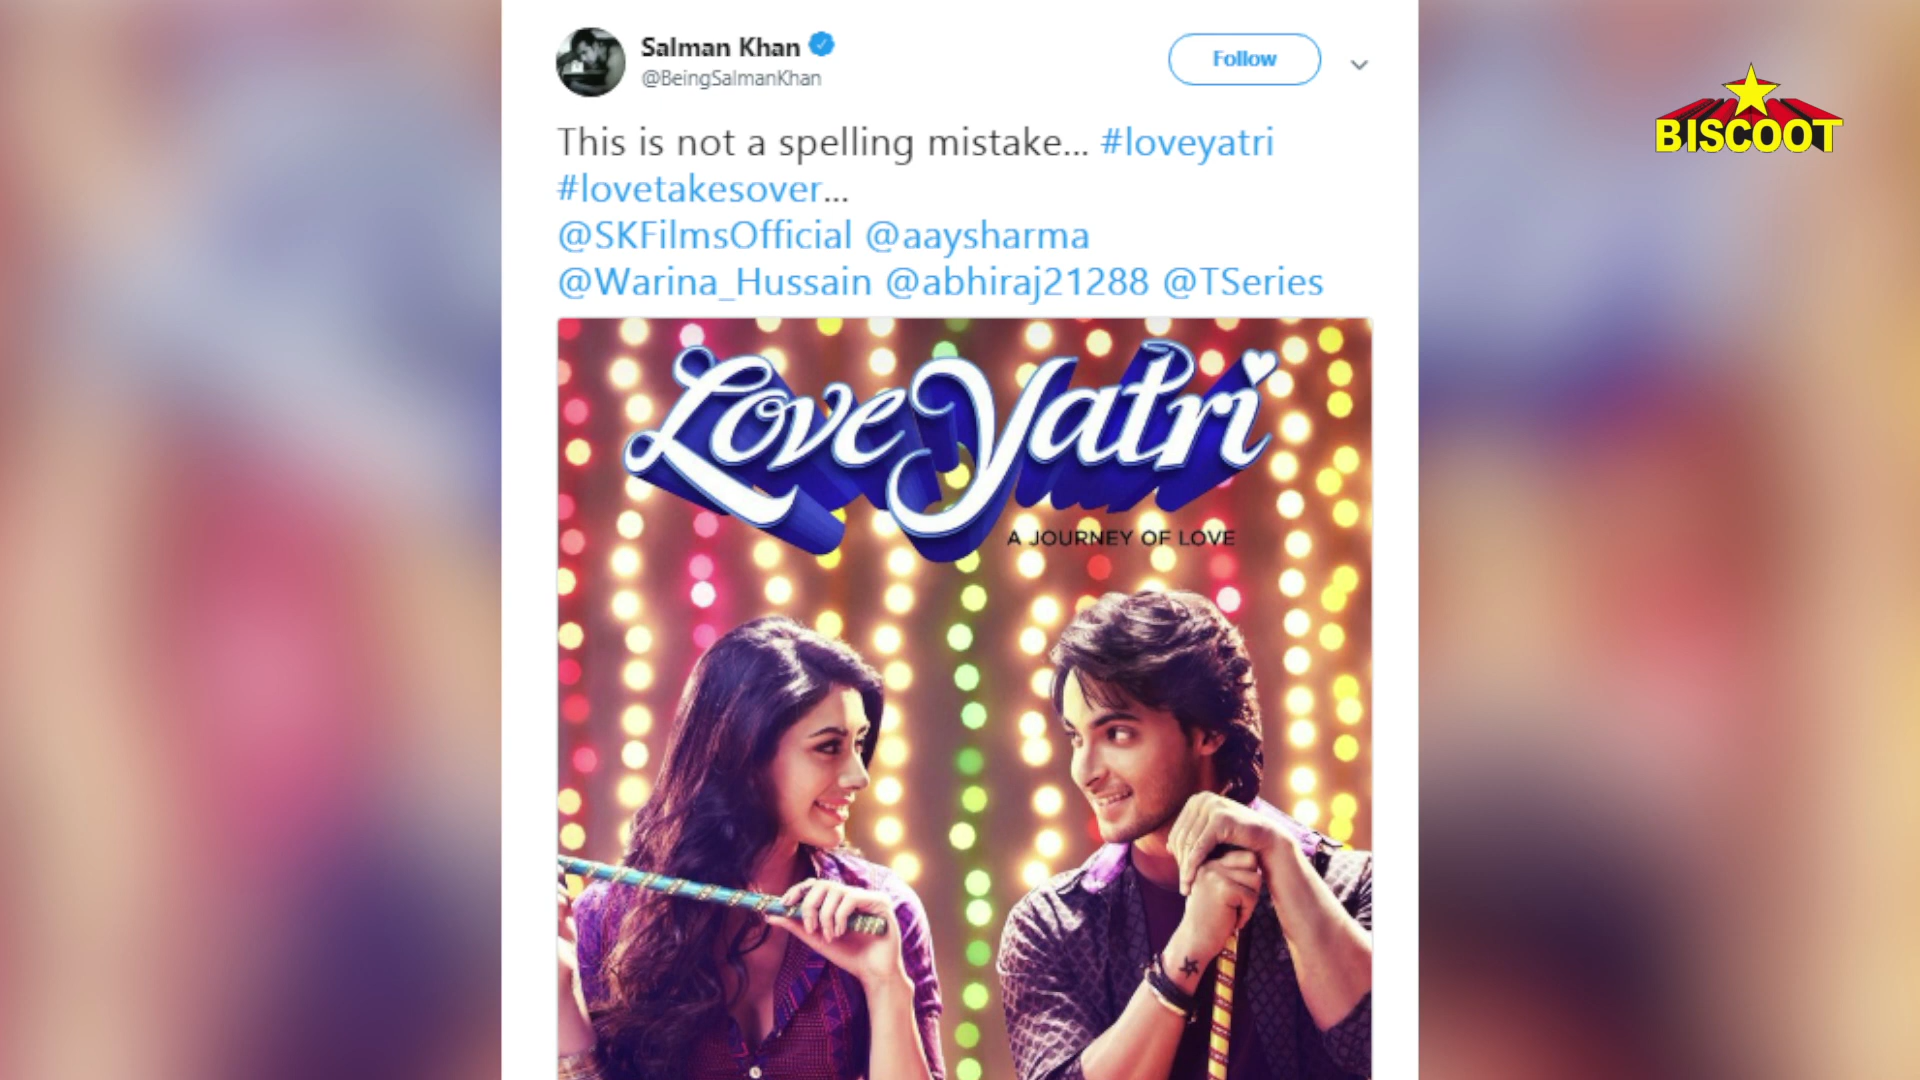 Salman Khan
@BeingSalmanKhan
Follow
BISCOOT
This is not a spelling mistake... #loveyatri
#lovetakesover...
@SKFilmsOfficial @aaysharma
@Warina_Hussain @abhiraj21288 @TSeries
LoveYatri
A JOURNEY OF LOVE